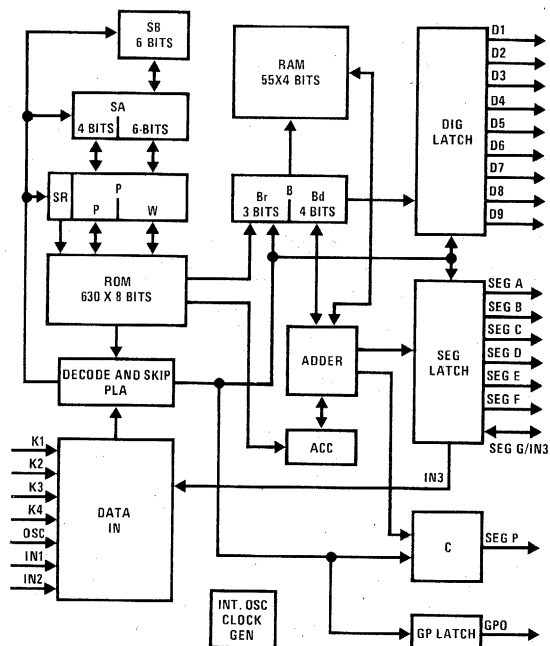 SB
6 BITS
SA
4 BITS
6-BITS
SR
P
P
W
ROM
630 X 8 BITS
DECODE AND SKIP
PLA
K1
K2
K3
K4
OSC
IN1
IN2
DATA
IN
RAM
55X4 BITS
Br
B
Bd
3 BITS
4 BITS
ADDER
ACC
INT. OSC
CLOCK
GEN
DIG
LATCH
D1
D2
D3
D4
D5
D6
D7
D8
D9
SEG
LATCH
SEG A
SEG B
SEG C
SEG D
SEG E
SEG F
SEG G/IN3
IN3
C
SEG P
GP LATCH
GPO